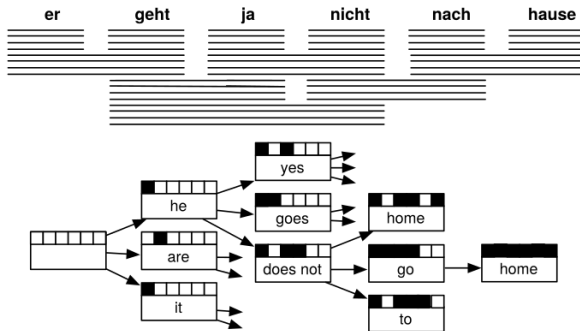 er geht ja nicht nach hause
yes
he goes home
are does not go home
it to